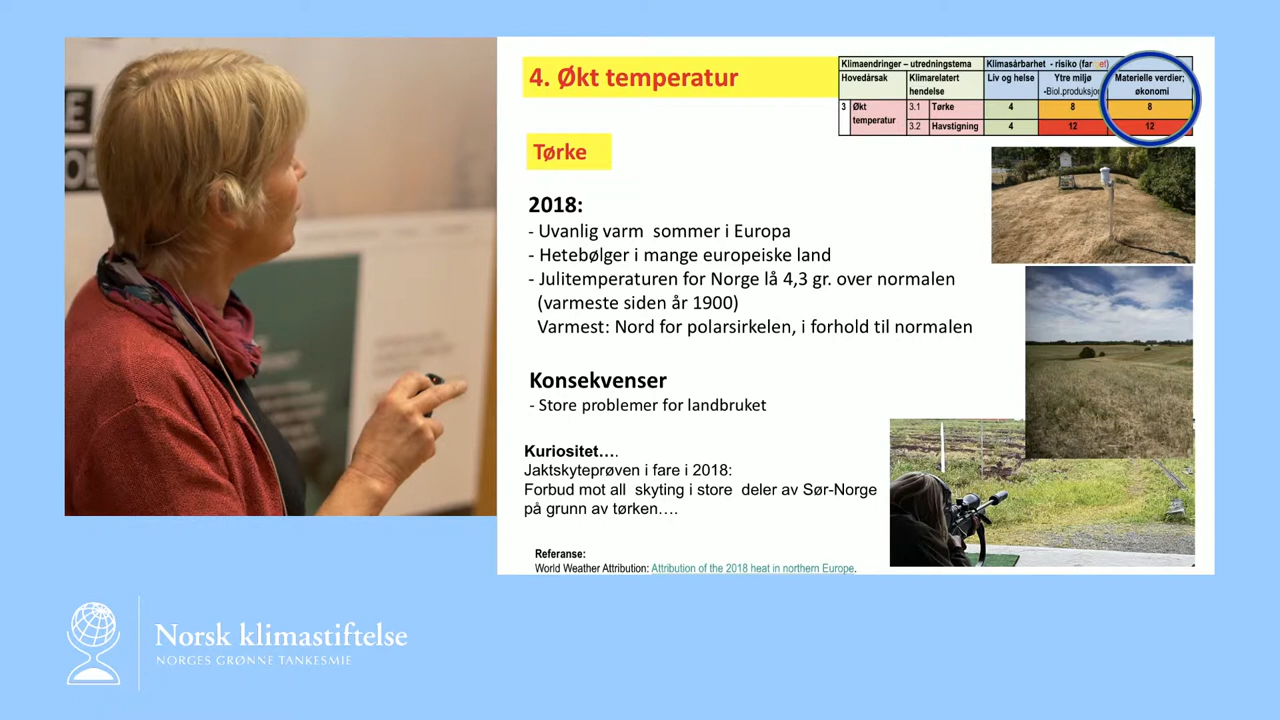 4. Økt temperatur
Klimaendringer – utredningstema Klimasårbarhet - risiko (far et)
Hovedårsak Klimarelatert hendelse Liv og helse Ytre miljø -Biol.produksjon Materielle verdier; økonomi
3 Økt temperatur 3.1 Tørke 4 8 8
3.2 Havstigning 4 12 12
Tørke
2018:
- Uvanlig varm sommer i Europa
- Hetebølger i mange europeiske land
- Julitemperaturen for Norge lå 4,3 gr. over normalen
(varmeste siden år 1900)
Varmest: Nord for polarsirkelen, i forhold til normalen
Konsekvenser
- Store problemer for landbruket
Kuriositet….
Jaktskyteprøven i fare i 2018:
Forbud mot all skyting i store deler av Sør-Norge
på grunn av tørken….
Referanse:
World Weather Attribution: Attribution of the 2018 heat in northern Europe.
Norsk klimastiftelse
NORGES GRØNNE TANKESMIE